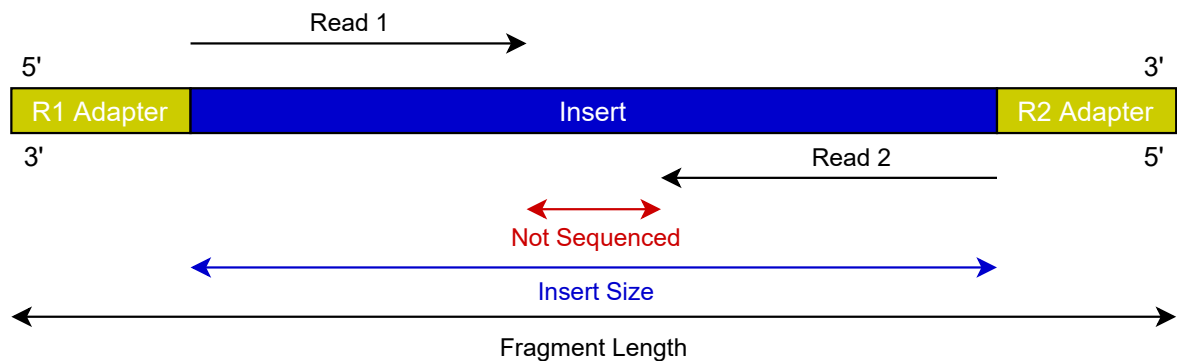 Read 1
5'
3'
R1 Adapter
Insert
R2 Adapter
3'
Read 2
5'
Not Sequenced
Insert Size
Fragment Length